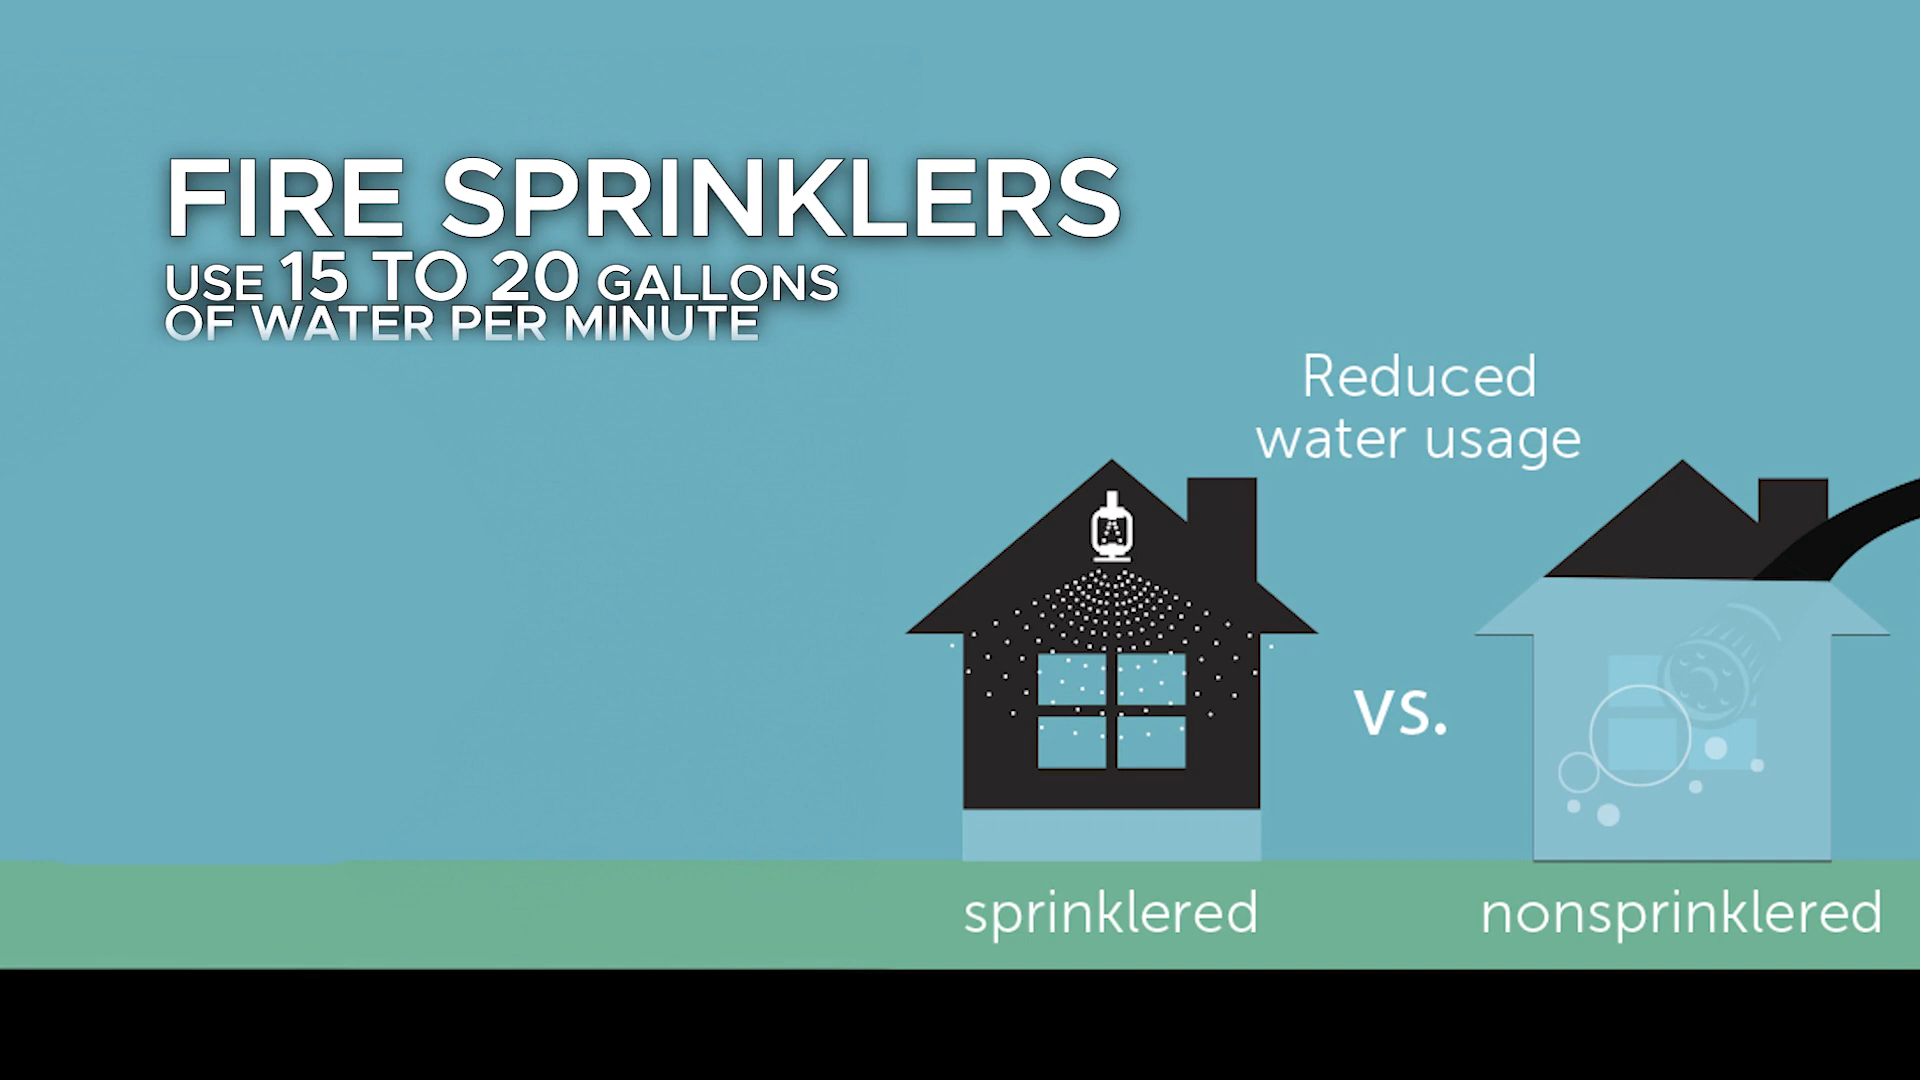 FIRE SPRINKLERS
USE 15 TO 20 GALLONS
OF WATER PER MINUTE
Reduced
water usage
vs.
sprinklered
nonsprinklered